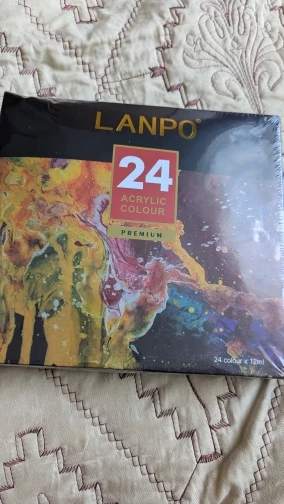 LANPO®
24
ACRYLIC
COLOUR
PREMIUM
24 colour x 12ml